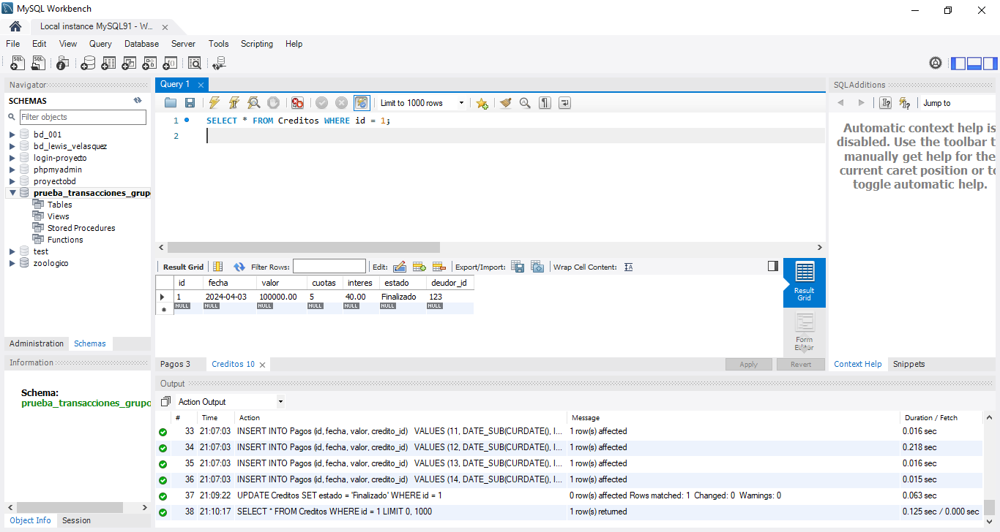 MySQL Workbench
Local instance MySQL91 - W...
File Edit View Query Database Server Tools Scripting Help
Navigator
SCHEMAS
Filter objects
bd_001
bd_lewis_velasquez
login-proyecto
phpmyadmin
proyectobd
prueba_transacciones_grupo
Tables
Views
Stored Procedures
Functions
test
zoologico
Administration Schemas
Information
Schema:
prueba_transacciones_grupo
Object Info Session
Query 1
Limit to 1000 rows
1 SELECT * FROM Creditos WHERE id = 1;
2
Result Grid Filter Rows: Edit: Export/Import: Wrap Cell Content:
id fecha valor cuotas interes estado deudor_id
1 2024-04-03 100000.00 5 40.00 Finalizado 123
NULL NULL NULL NULL NULL NULL NULL
Result
Grid
Form
Editor
Pagos 3 Creditos 10 Apply Revert
SQLAdditions
Jump to
Automatic context help is
disabled. Use the toolbar t
manually get help for the
current caret position or to
toggle automatic help.
Context Help Snippets
Output
Action Output
# Time Action Message Duration / Fetch
33 21:07:03 INSERT INTO Pagos (id, fecha, valor, credito_id) VALUES (11, DATE_SUB(CURDATE(), I... 1 row(s) affected 0.016 sec
34 21:07:03 INSERT INTO Pagos (id, fecha, valor, credito_id) VALUES (12, DATE_SUB(CURDATE(), I... 1 row(s) affected 0.218 sec
35 21:07:03 INSERT INTO Pagos (id, fecha, valor, credito_id) VALUES (13, DATE_SUB(CURDATE(), I... 1 row(s) affected 0.016 sec
36 21:07:03 INSERT INTO Pagos (id, fecha, valor, credito_id) VALUES (14, DATE_SUB(CURDATE(), I... 1 row(s) affected 0.015 sec
37 21:09:22 UPDATE Creditos SET estado = 'Finalizado' WHERE id = 1 0 row(s) affected Rows matched: 1 Changed: 0 Warnings: 0 0.063 sec
38 21:10:17 SELECT * FROM Creditos WHERE id = 1 LIMIT 0, 1000 1 row(s) returned 0.125 sec / 0.000 sec